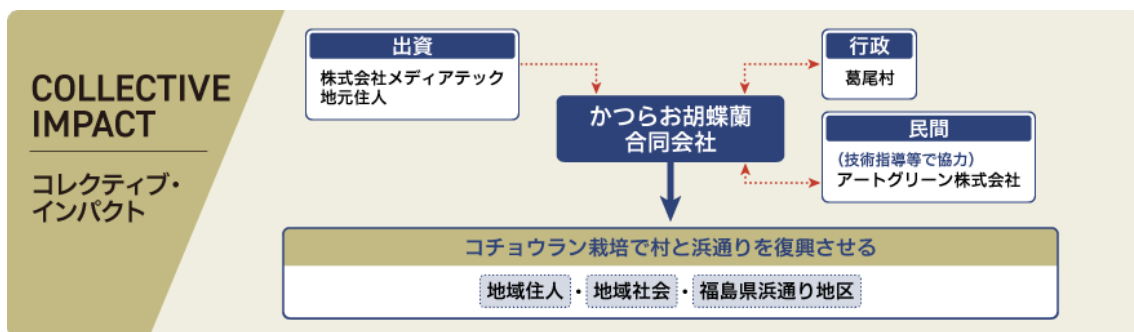 COLLECTIVE
IMPACT
コレクティブ・
インパクト
出資
株式会社メディアテック
地元住人
かつらお胡蝶蘭
合同会社
行政
葛尾村
民間
(技術指導等で協力)
アートグリーン株式会社
コチョウラン栽培で村と浜通りを復興させる
地域住人・地域社会・福島県浜通り地区